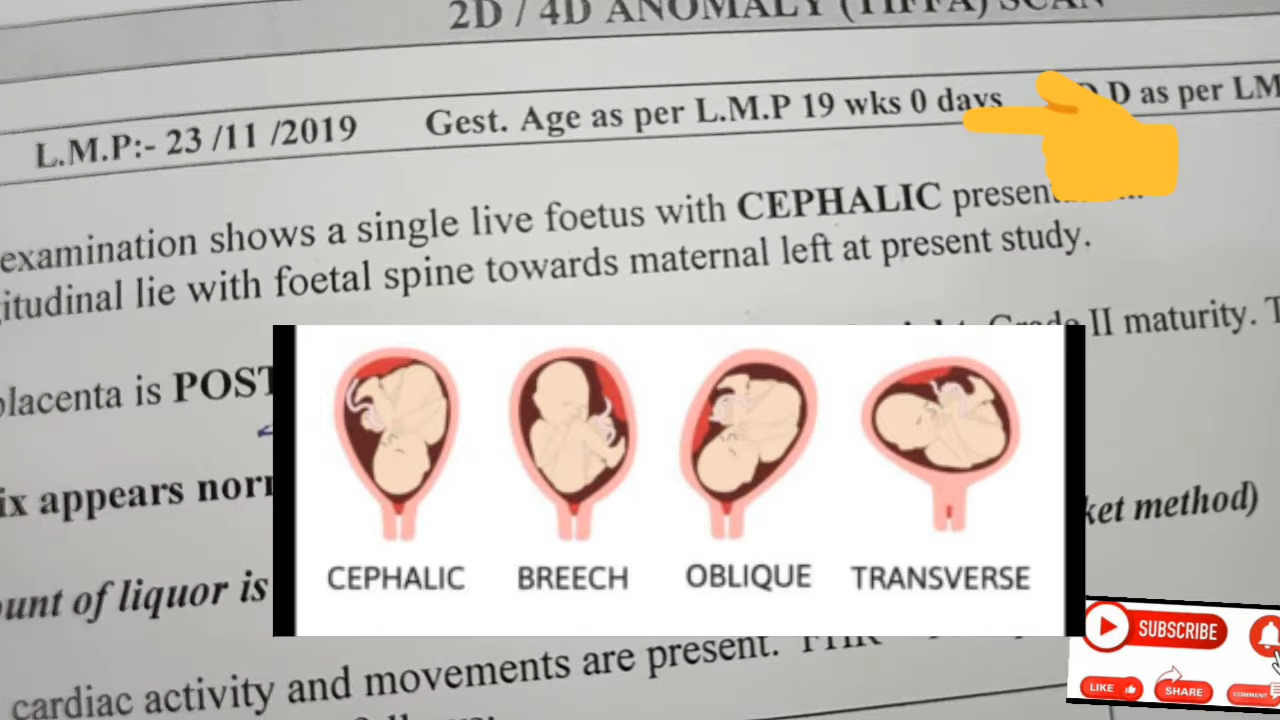 2D / 4D ANOMALY (TIFFA) SCAN
L.M.P:- 23 /11 /2019 Gest. Age as per L.M.P 19 wks 0 days D as per LM
examination shows a single live foetus with CEPHALIC presen
itudinal lie with foetal spine towards maternal left at present study.
placenta is POST II maturity. T
ix appears nor ket method)
ount of liquor is
cardiac activity and movements are present.
CEPHALIC BREECH OBLIQUE TRANSVERSE
SUBSCRIBE
LIKE SHARE COMMENT